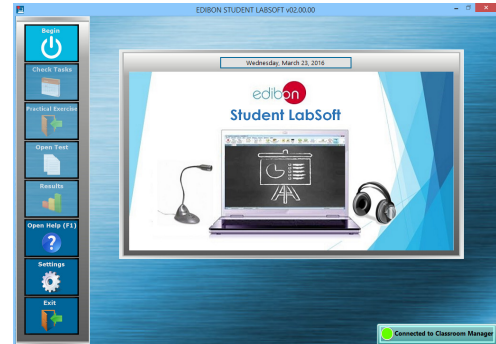 EDIBON STUDENT LABSOFT v02.00.00
Begin
Check Tasks
Practical Exercise
Open Test
Results
Open Help (F1)
Settings
Exit
Wednesday, March 23, 2016
edibon
Student LabSoft
Connected to Classroom Manager